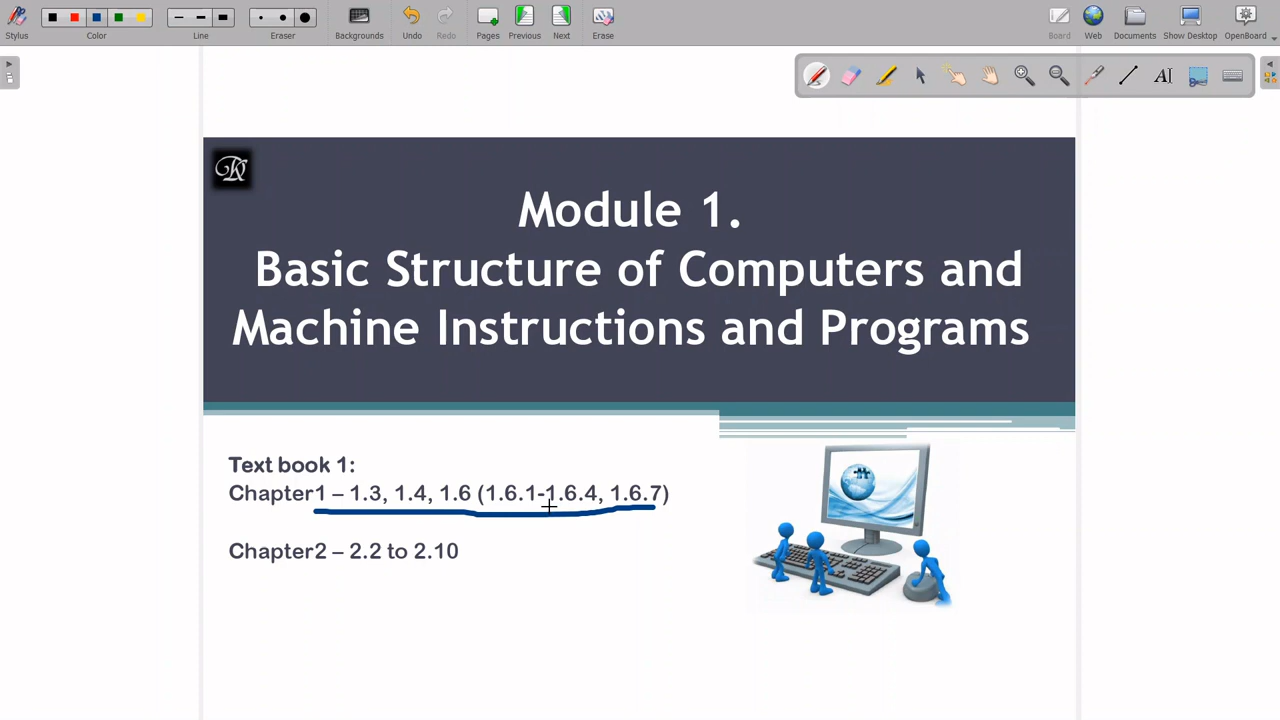 Stylus
Color
Line
Eraser
Backgrounds
Undo
Redo
Pages
Previous
Next
Erase
Board
Web
Documents
Show Desktop
OpenBoard
Module 1.
Basic Structure of Computers and
Machine Instructions and Programs
Text book 1:
Chapter1 – 1.3, 1.4, 1.6 (1.6.1-1.6.4, 1.6.7)
Chapter2 – 2.2 to 2.10